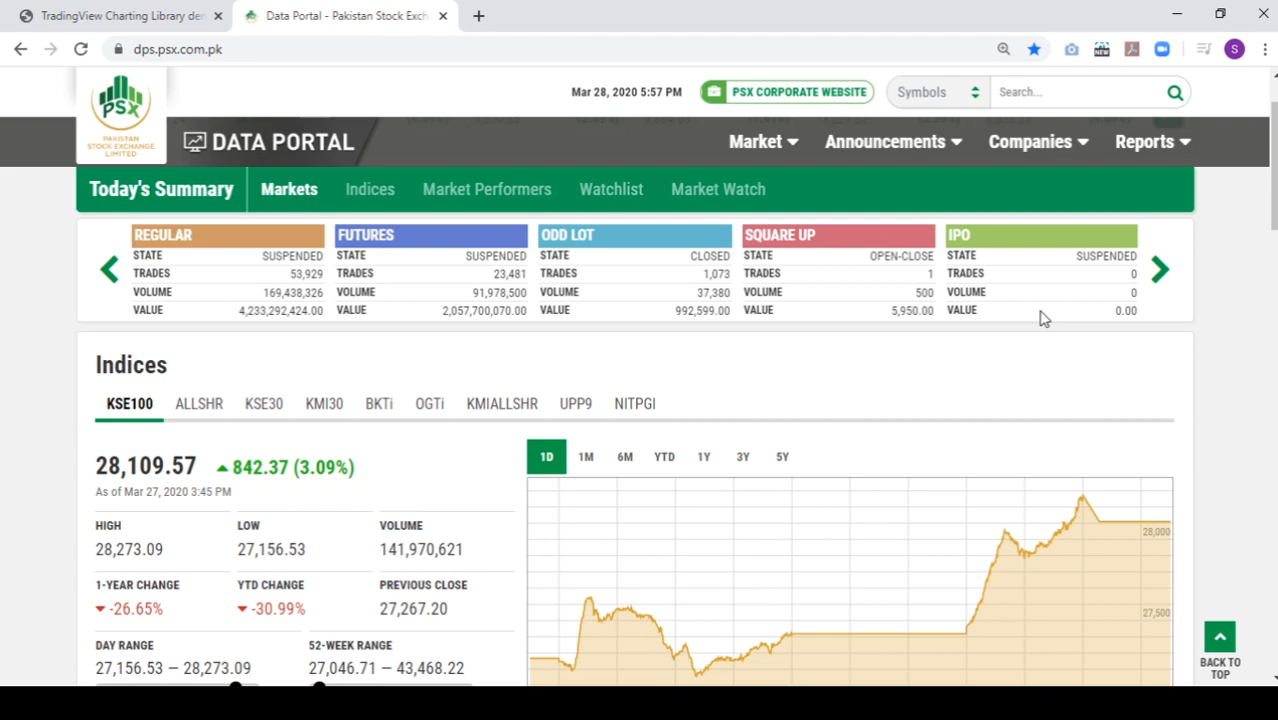 TradingView Charting Library den
Data Portal - Pakistan Stock Exch
dps.psx.com.pk
NEW
S
PSX
PAKISTAN
STOCK EXCHANGE
LIMITED
Mar 28, 2020 5:57 PM
PSX CORPORATE WEBSITE
Symbols
Search...
DATA PORTAL
Market
Announcements
Companies
Reports
Today's Summary
Markets
Indices
Market Performers
Watchlist
Market Watch
REGULAR
STATE SUSPENDED
TRADES 53,929
VOLUME 169,438,326
VALUE 4,233,292,424.00
FUTURES
STATE SUSPENDED
TRADES 23,481
VOLUME 91,978,500
VALUE 2,057,700,070.00
ODD LOT
STATE CLOSED
TRADES 1,073
VOLUME 37,380
VALUE 992,599.00
SQUARE UP
STATE OPEN-CLOSE
TRADES 1
VOLUME 500
VALUE 5,950.00
IPO
STATE SUSPENDED
TRADES 0
VOLUME 0
VALUE 0.00
Indices
KSE100 ALLSHR KSE30 KMI30 BKTi OGTi KMIALLSHR UPP9 NITPGI
28,109.57 842.37 (3.09%)
As of Mar 27, 2020 3:45 PM
HIGH LOW VOLUME
28,273.09 27,156.53 141,970,621
1-YEAR CHANGE YTD CHANGE PREVIOUS CLOSE
-26.65% -30.99% 27,267.20
DAY RANGE 52-WEEK RANGE
27,156.53 — 28,273.09 27,046.71 — 43,468.22
1D 1M 6M YTD 1Y 3Y 5Y
28,000
27,500
BACK TO
TOP